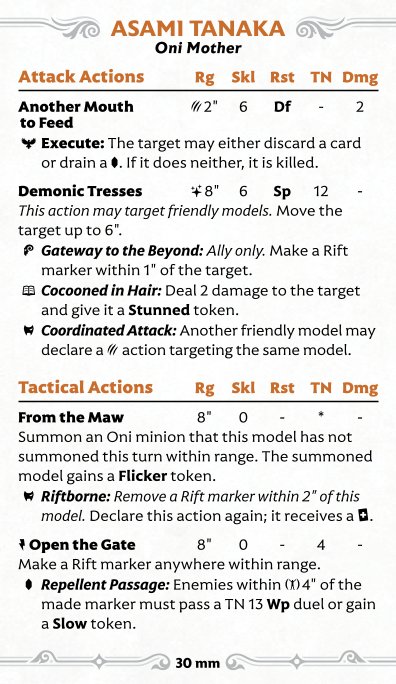 ASAMI TANAKA
Oni Mother
Attack Actions Rg Skl Rst TN Dmg
Another Mouth to Feed 2" 6 Df - 2
Execute: The target may either discard a card
or drain a . If it does neither, it is killed.
Demonic Tresses 8" 6 Sp 12 -
This action may target friendly models. Move the
target up to 6".
Gateway to the Beyond: Ally only. Make a Rift
marker within 1" of the target.
Cocooned in Hair: Deal 2 damage to the target
and give it a Stunned token.
Coordinated Attack: Another friendly model may
declare a action targeting the same model.
Tactical Actions Rg Skl Rst TN Dmg
From the Maw 8" 0 - * -
Summon an Oni minion that this model has not
summoned this turn within range. The summoned
model gains a Flicker token.
Riftborne: Remove a Rift marker within 2" of this
model. Declare this action again; it receives a .
Open the Gate 8" 0 - 4 -
Make a Rift marker anywhere within range.
Repellent Passage: Enemies within 4" of the
made marker must pass a TN 13 Wp duel or gain
a Slow token.
30 mm